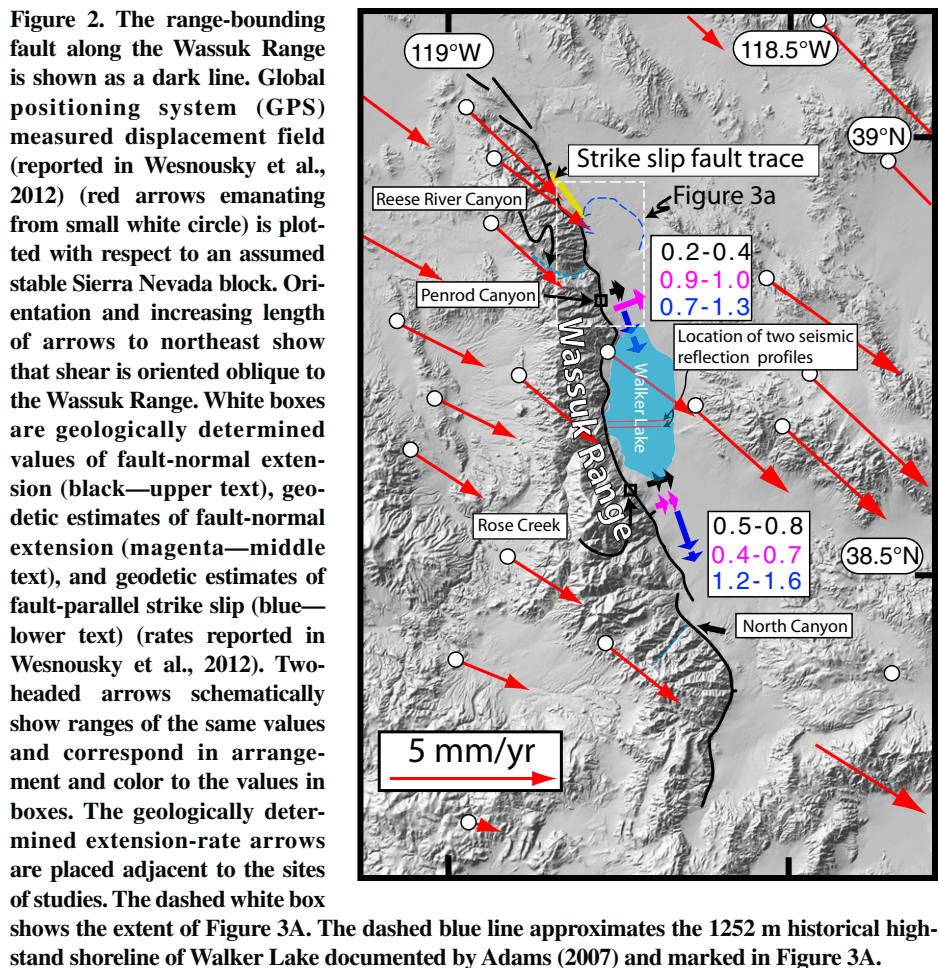 Figure 2. The range-bounding
fault along the Wassuk Range
is shown as a dark line. Global
positioning system (GPS)
measured displacement field
(reported in Wesnousky et al.,
2012) (red arrows emanating
from small white circle) is plot-
ted with respect to an assumed
stable Sierra Nevada block. Ori-
entation and increasing length
of arrows to northeast show
that shear is oriented oblique to
the Wassuk Range. White boxes
are geologically determined
values of fault-normal exten-
sion (black—upper text), geo-
detic estimates of fault-normal
extension (magenta—middle
text), and geodetic estimates of
fault-parallel strike slip (blue—
lower text) (rates reported in
Wesnousky et al., 2012). Two-
headed arrows schematically
show ranges of the same values
and correspond in arrange-
ment and color to the values in
boxes. The geologically deter-
mined extension-rate arrows
are placed adjacent to the sites
of studies. The dashed white box
shows the extent of Figure 3A. The dashed blue line approximates the 1252 m historical high-
stand shoreline of Walker Lake documented by Adams (2007) and marked in Figure 3A.
119°W
118.5°W
39°N
Strike slip fault trace
Reese River Canyon
Figure 3a
0.2-0.4
0.9-1.0
0.7-1.3
Penrod Canyon
Location of two seismic
reflection profiles
Wassuk Range
Walker Lake
Rose Creek
0.5-0.8
0.4-0.7
1.2-1.6
38.5°N
North Canyon
5 mm/yr